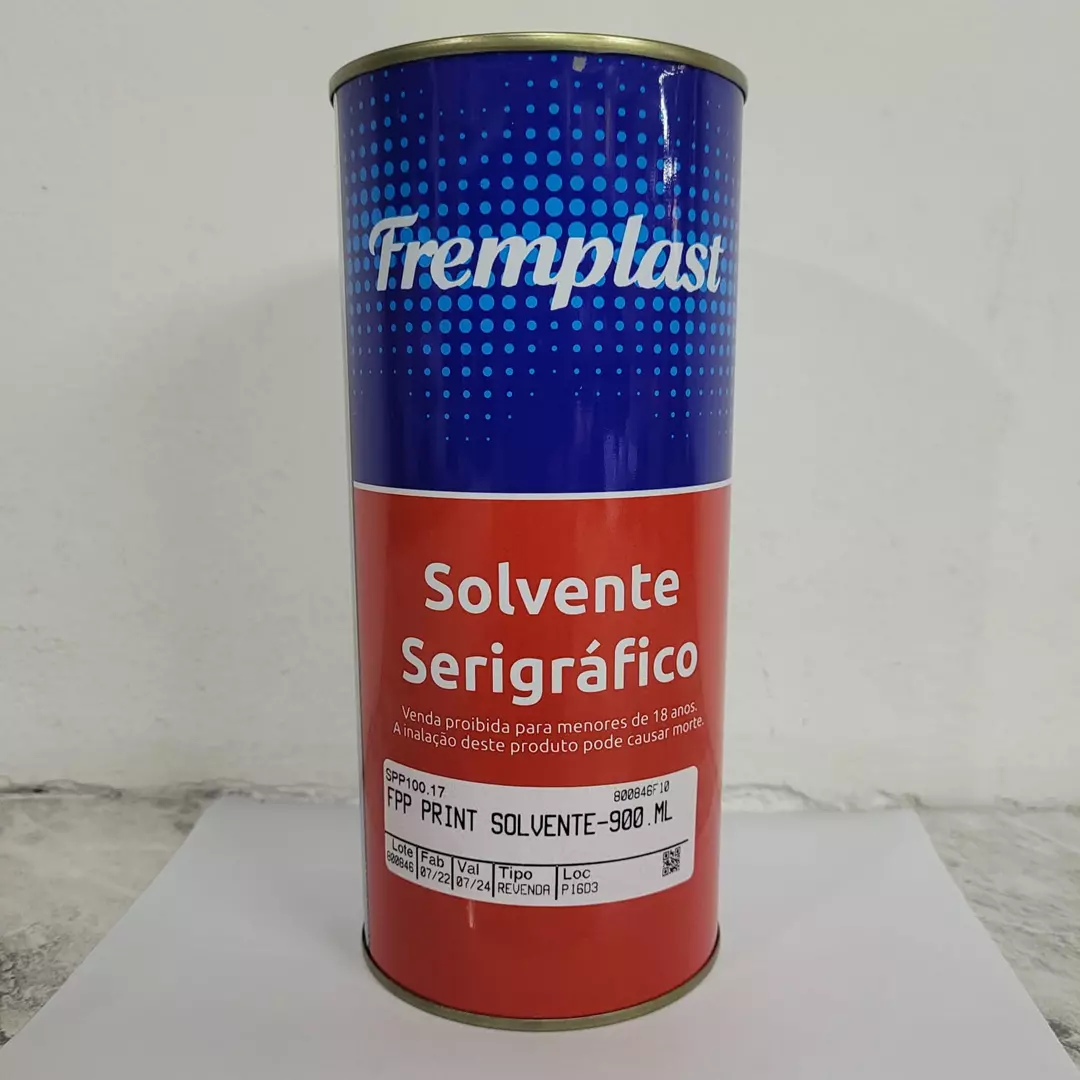 Fremplast
Solvente
Serigráfico
Venda proibida para menores de 18 anos.
A inalação deste produto pode causar morte.
SPP100.17 800846F10
FPP PRINT SOLVENTE-900.ML
Lote Fab Val Tipo Loc
800846 07/22 07/24 REVENDA P16D3